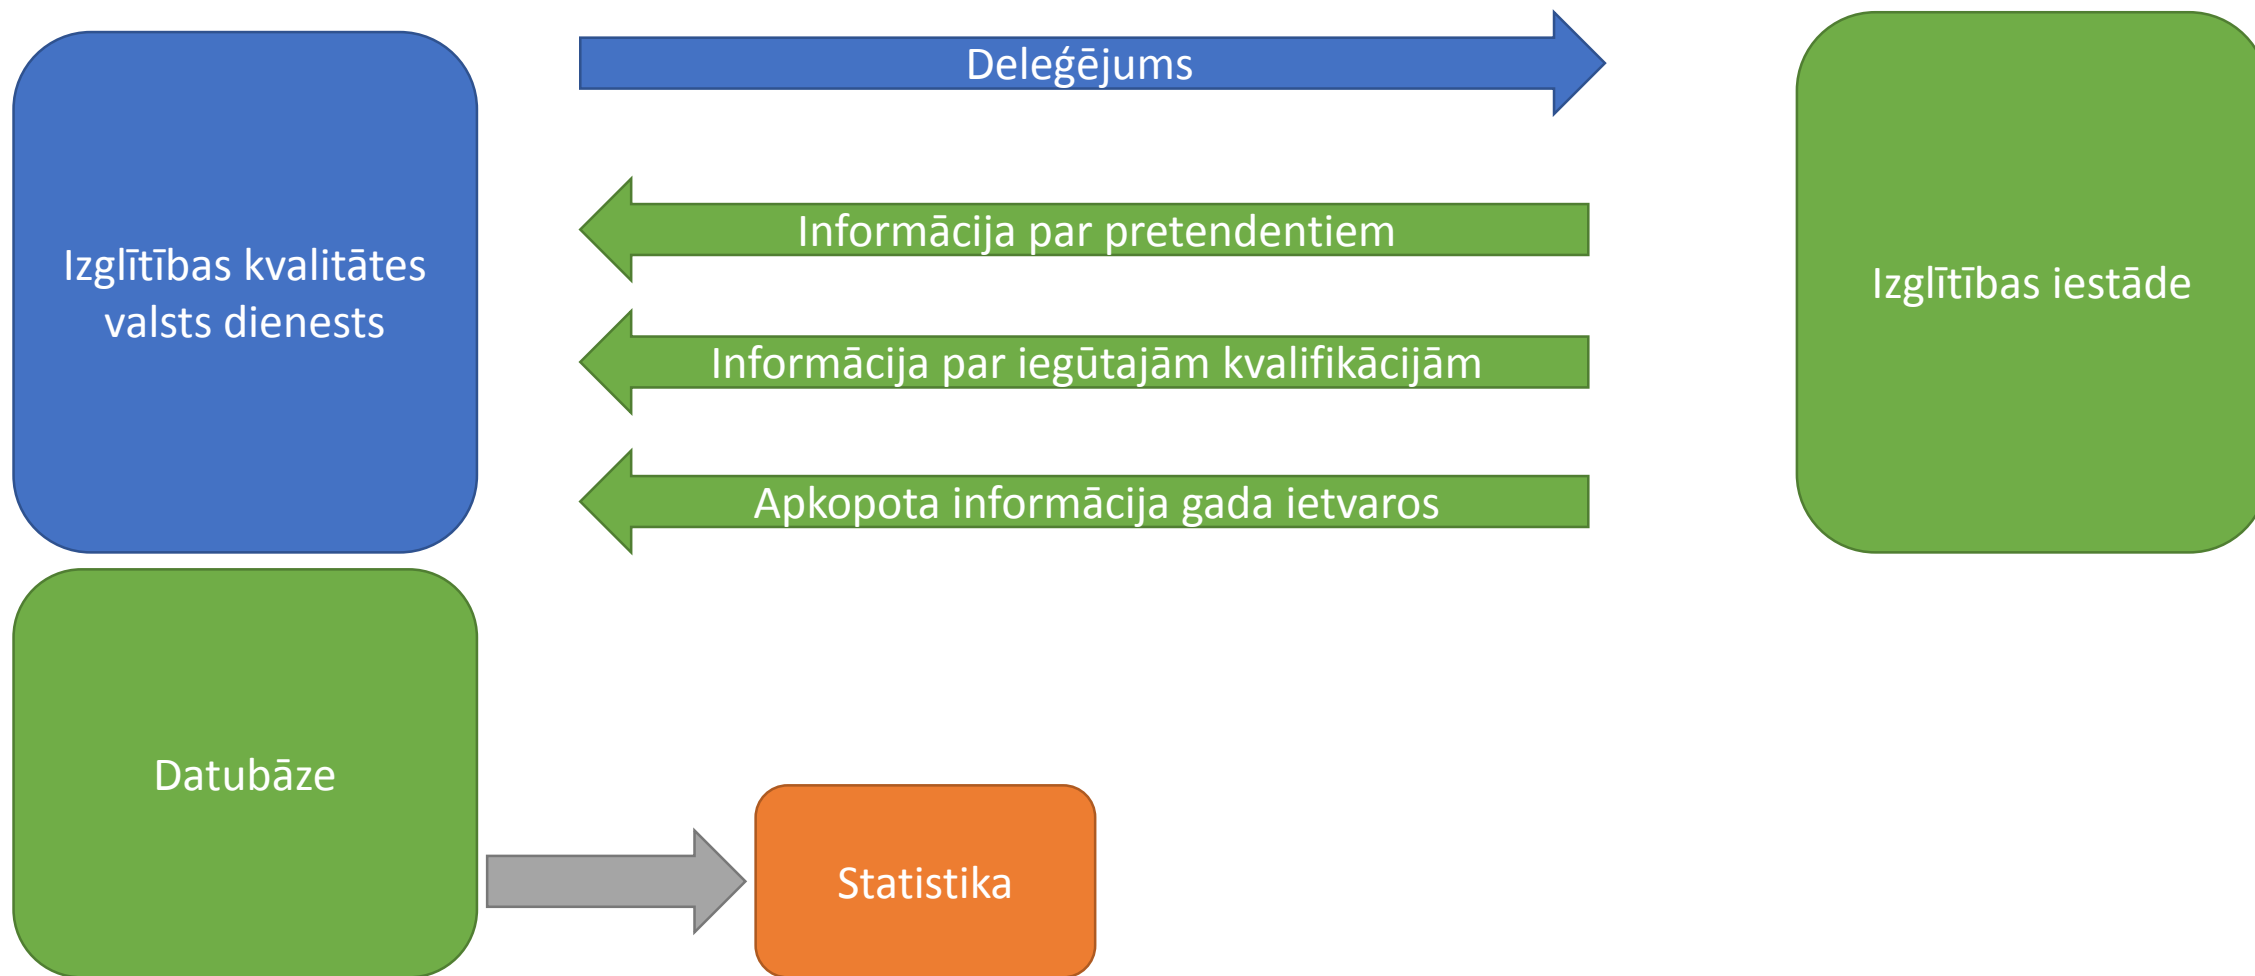 Izglītības kvalitātes
valsts dienests
Deleģējums
Informācija par pretendentiem
Informācija par iegūtajām kvalifikācijām
Apkopota informācija gada ietvaros
Izglītības iestāde
Datubāze
Statistika